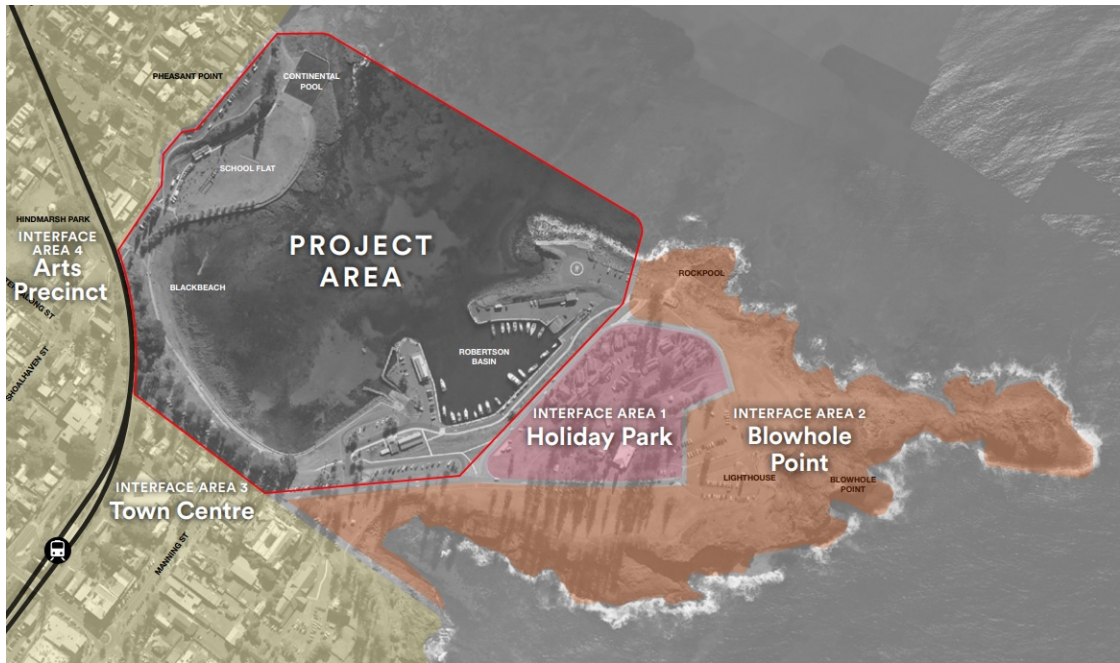 PHEASANT POINT
CONTINENTAL
POOL
SCHOOL FLAT
HINDMARSH PARK
INTERFACE
AREA 4
Arts
Precinct
PROJECT
AREA
BLACKBEACH
ROCKPOOL
SHOALHAVEN ST
ROBERTSON
BASIN
INTERFACE AREA 1
Holiday Park
INTERFACE AREA 2
Blowhole
Point
LIGHTHOUSE
BLOWHOLE
POINT
INTERFACE AREA 3
Town Centre
MANNING ST